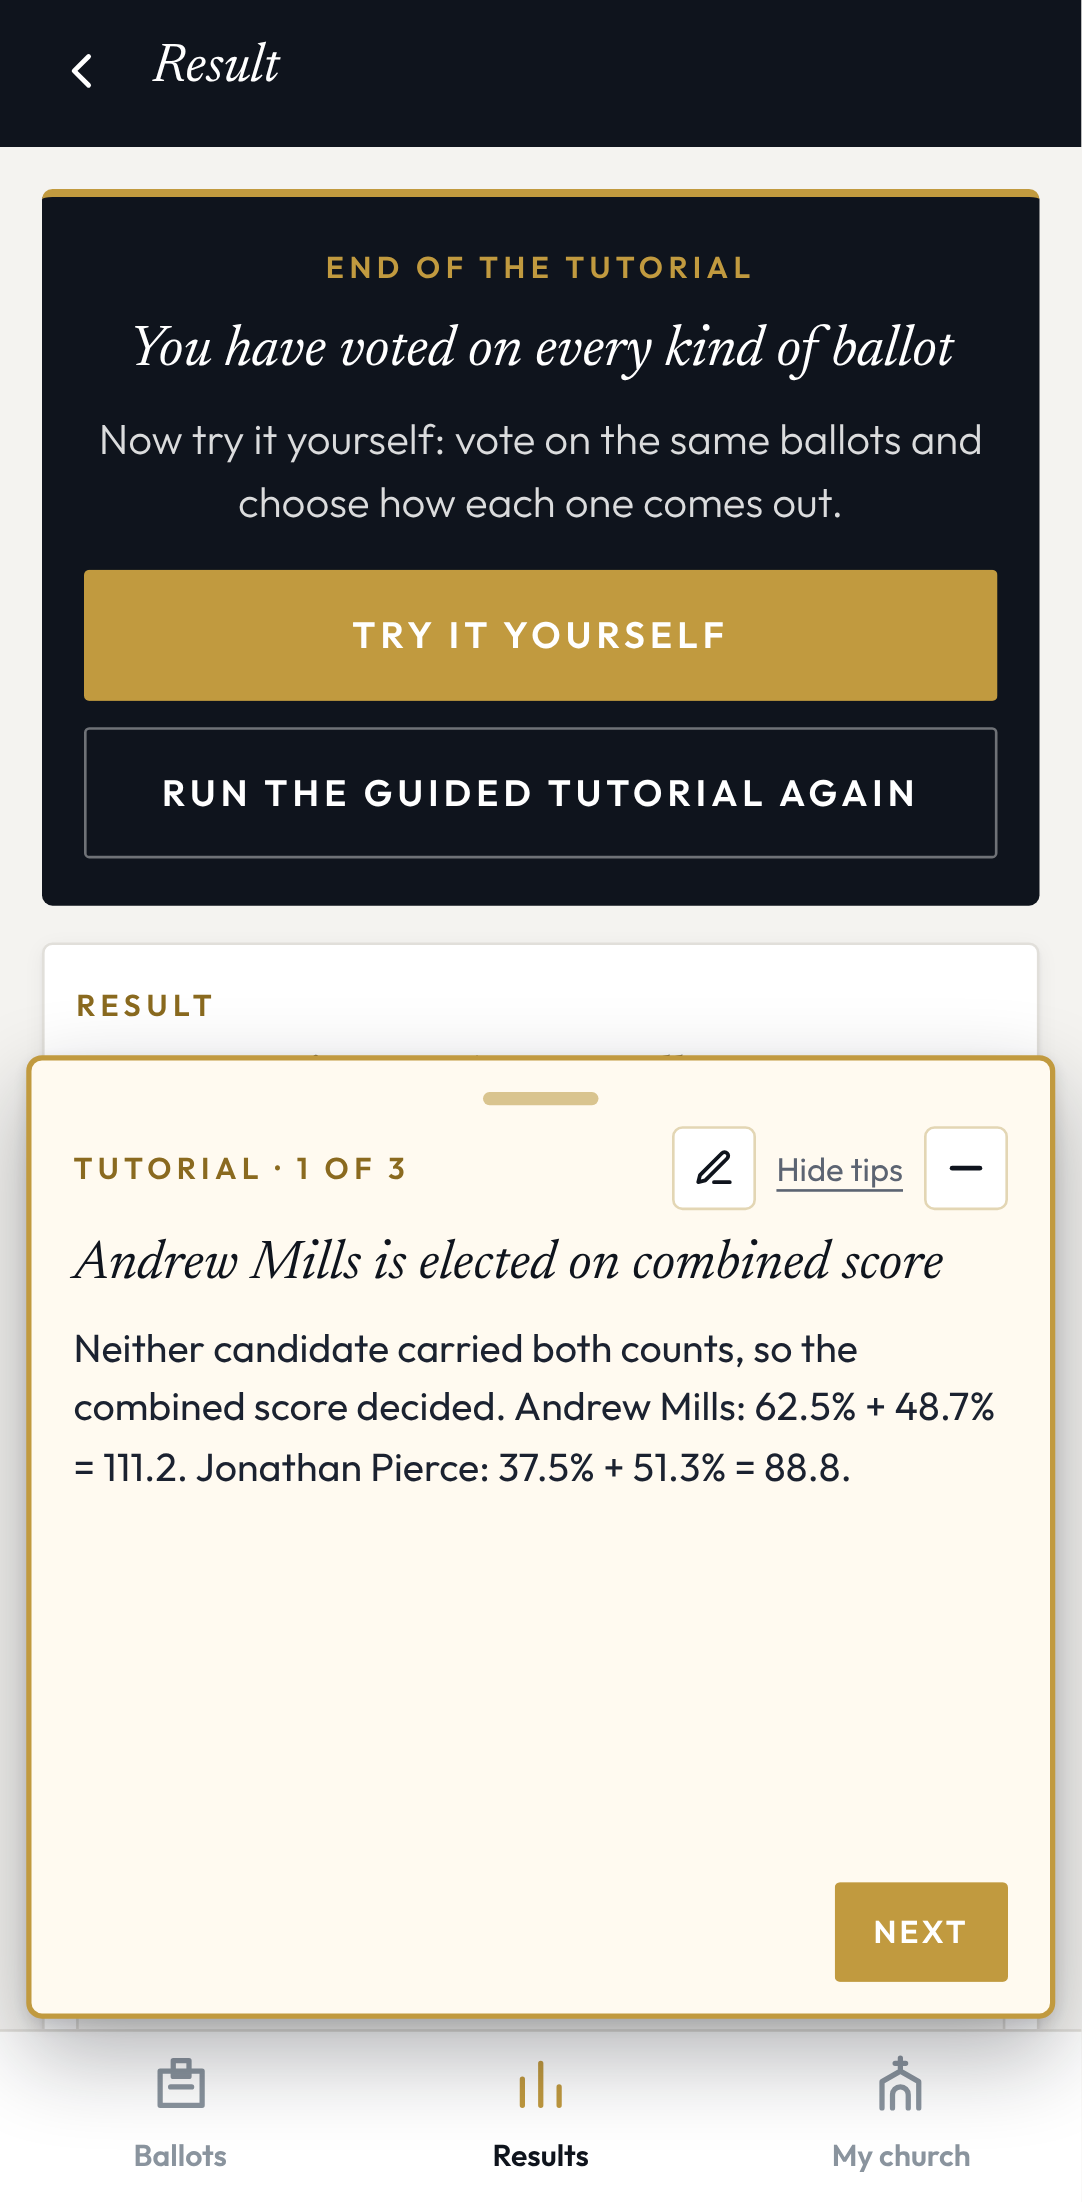 Result
END OF THE TUTORIAL
You have voted on every kind of ballot
Now try it yourself: vote on the same ballots and
choose how each one comes out.
TRY IT YOURSELF
RUN THE GUIDED TUTORIAL AGAIN
RESULT
TUTORIAL · 1 OF 3
Hide tips
Andrew Mills is elected on combined score
Neither candidate carried both counts, so the
combined score decided. Andrew Mills: 62.5% + 48.7%
= 111.2. Jonathan Pierce: 37.5% + 51.3% = 88.8.
NEXT
Ballots
Results
My church